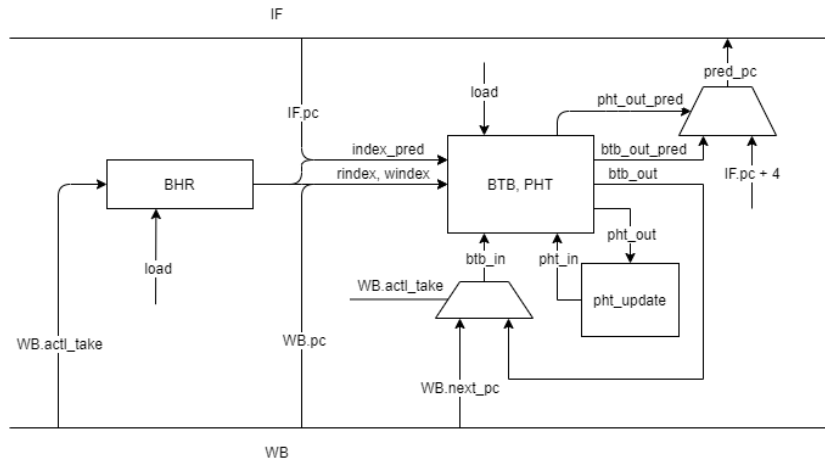 IF
pred_pc
load
pht_out_pred
IF.pc
index_pred
btb_out_pred
BHR
rindex, windex
BTB, PHT
btb_out
IF.pc + 4
pht_out
load
btb_in
pht_in
WB.actl_take
pht_update
WB.actl_take
WB.pc
WB.next_pc
WB